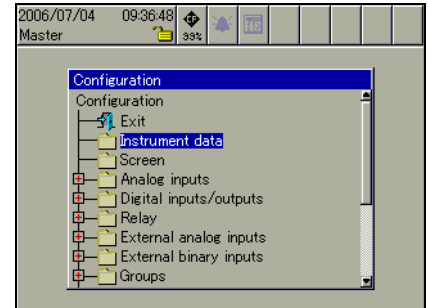 2006/07/04 09:36:48
Master
99%
Configuration
Configuration
Exit
Instrument data
Screen
Analog inputs
Digital inputs/outputs
Relay
External analog inputs
External binary inputs
Groups